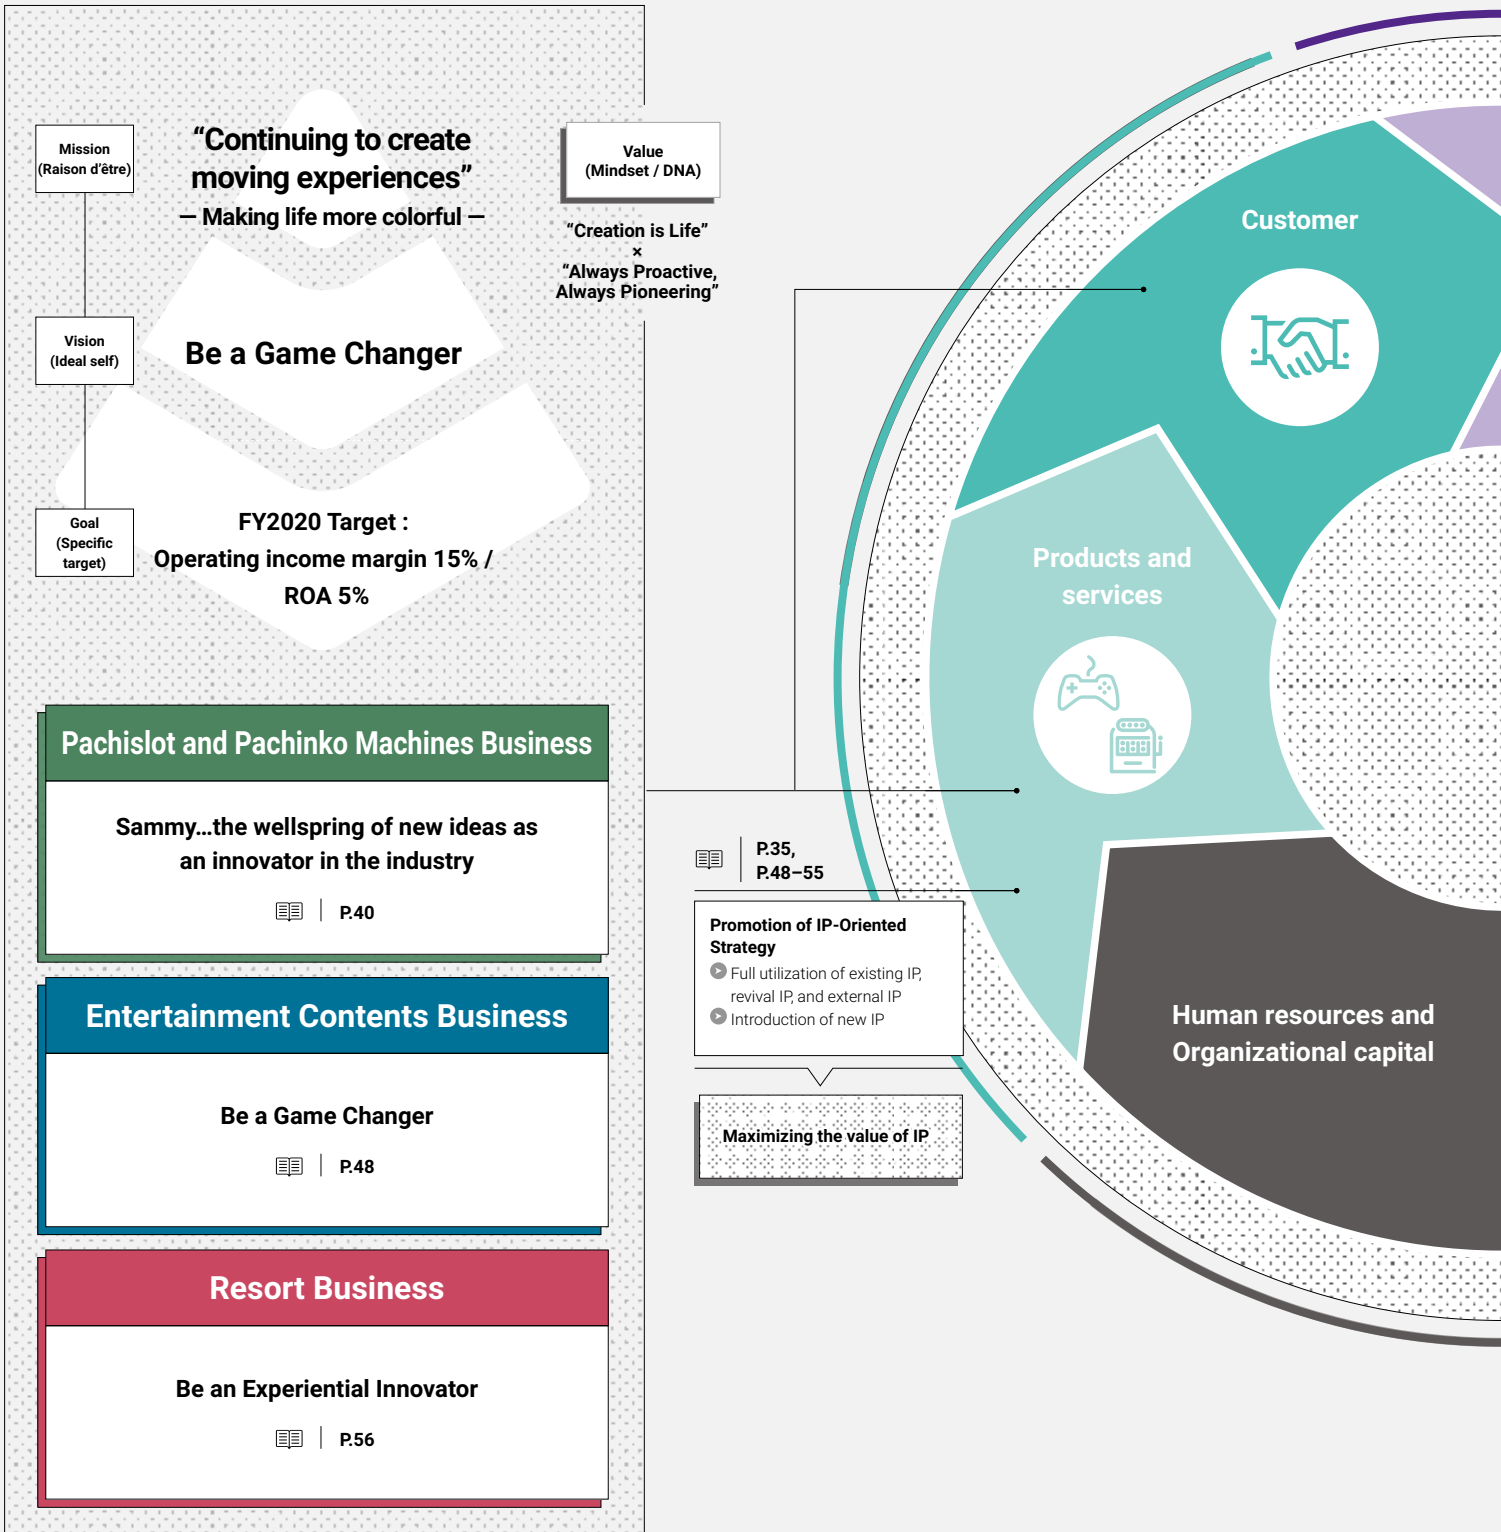 Mission
(Raison d’être)
“Continuing to create
moving experiences”
— Making life more colorful —
Value
(Mindset / DNA)
“Creation is Life”
×
“Always Proactive,
Always Pioneering”
Vision
(Ideal self)
Be a Game Changer
Goal
(Specific
target)
FY2020 Target :
Operating income margin 15% /
ROA 5%
Pachislot and Pachinko Machines Business
Sammy...the wellspring of new ideas as
an innovator in the industry
P.40
Entertainment Contents Business
Be a Game Changer
P.48
Resort Business
Be an Experiential Innovator
P.56
P.35,
P.48–55
Promotion of IP-Oriented
Strategy
Full utilization of existing IP,
revival IP, and external IP
Introduction of new IP
Maximizing the value of IP
Customer
Products and
services
Human resources and
Organizational capital